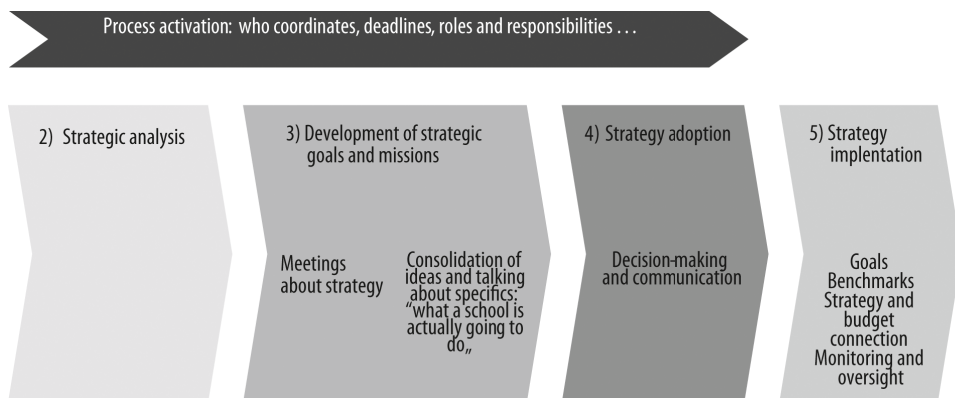 Process activation: who coordinates, deadlines, roles and responsibilities . . .
2) Strategic analysis
3) Development of strategic
goals and missions
Meetings
about strategy
Consolidation of
ideas and talking
about specifics:
“what a school is
actually going to
do„
4) Strategy adoption
Decision-making
and communication
5) Strategy
implentation
Goals
Benchmarks
Strategy and
budget
connection
Monitoring and
oversight